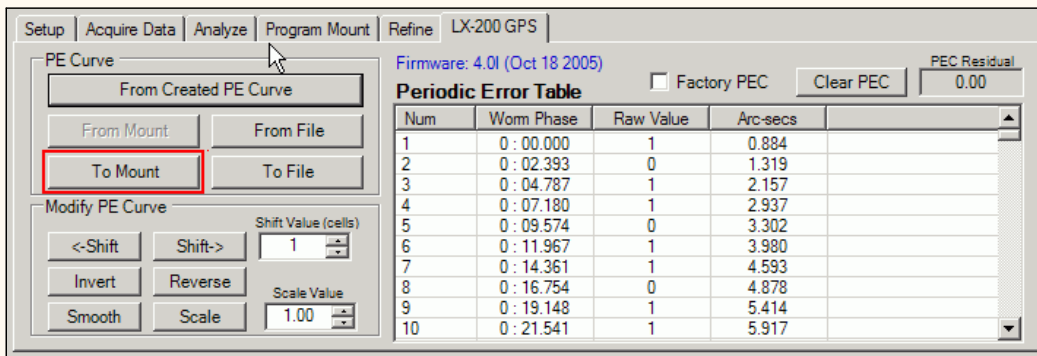 Setup Acquire Data Analyze Program Mount Refine LX-200 GPS
PE Curve
From Created PE Curve
From Mount From File
To Mount To File
Modify PE Curve
Shift Value (cells)
<-Shift Shift-> 1
Invert Reverse
Scale Value
Smooth Scale 1.00
Firmware: 4.0l (Oct 18 2005)
Periodic Error Table
Factory PEC
Clear PEC
PEC Residual
0.00
Num Worm Phase Raw Value Arc-secs
1 0 : 00.000 1 0.884
2 0 : 02.393 0 1.319
3 0 : 04.787 1 2.157
4 0 : 07.180 1 2.937
5 0 : 09.574 0 3.302
6 0 : 11.967 1 3.980
7 0 : 14.361 1 4.593
8 0 : 16.754 0 4.878
9 0 : 19.148 1 5.414
10 0 : 21.541 1 5.917